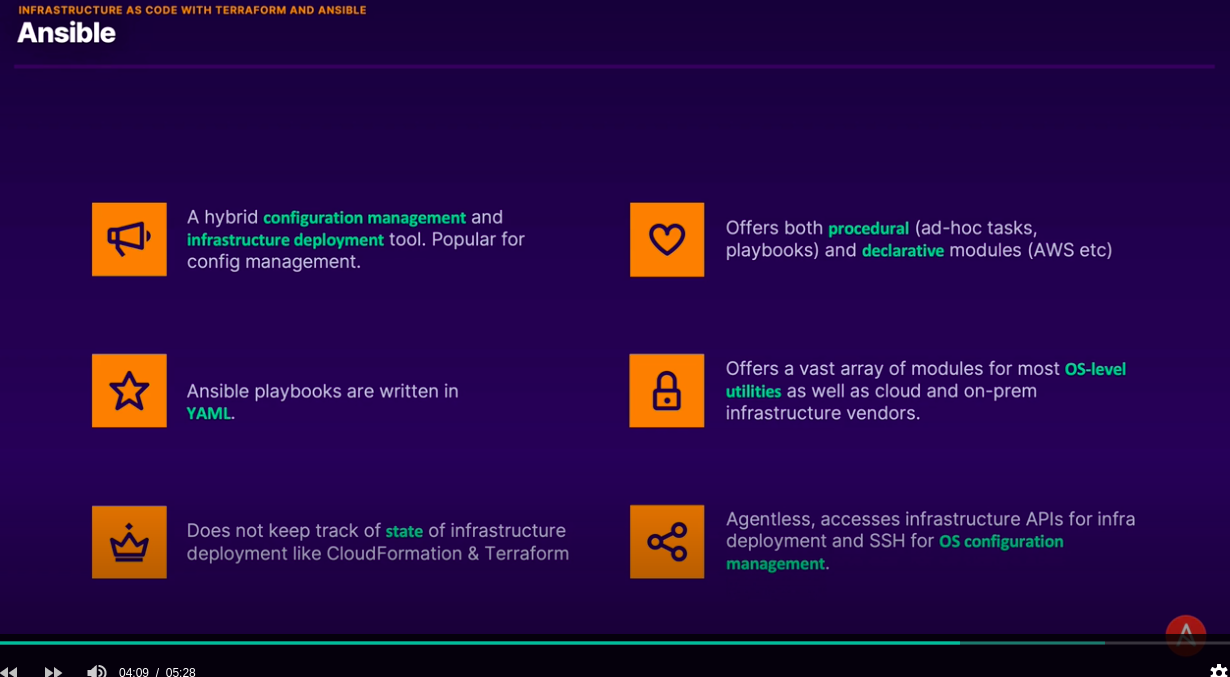 INFRASTRUCTURE AS CODE WITH TERRAFORM AND ANSIBLE
Ansible
A hybrid configuration management and
infrastructure deployment tool. Popular for
config management.
Offers both procedural (ad-hoc tasks,
playbooks) and declarative modules (AWS etc)
Ansible playbooks are written in
YAML.
Offers a vast array of modules for most OS-level
utilities as well as cloud and on-prem
infrastructure vendors.
Does not keep track of state of infrastructure
deployment like CloudFormation & Terraform
Agentless, accesses infrastructure APIs for infra
deployment and SSH for OS configuration
management.
04:09 / 05:28